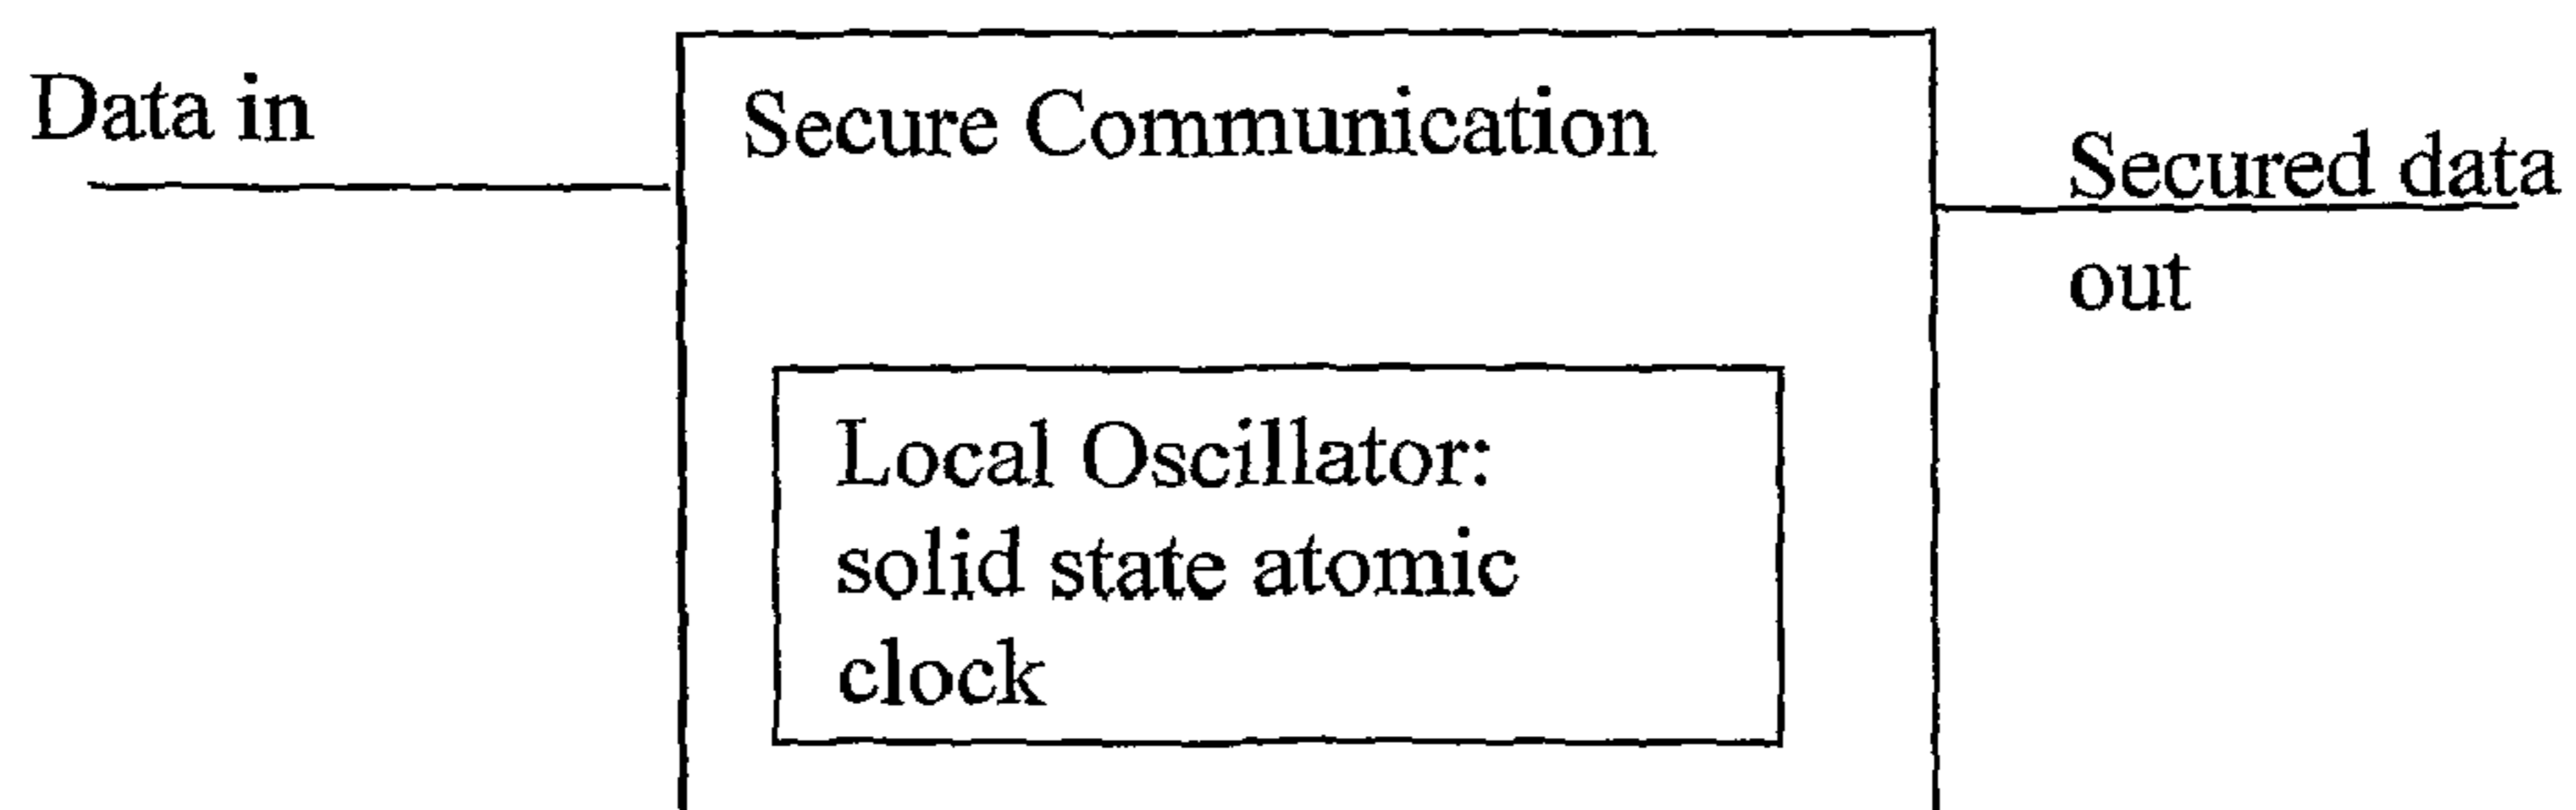 Data in
Secure Communication
Secured data
out
Local Oscillator:
solid state atomic
clock